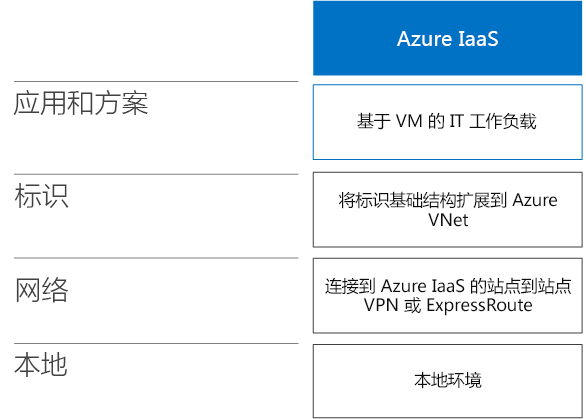 Azure IaaS
应用和方案
基于 VM 的 IT 工作负载
标识
将标识基础结构扩展到 Azure
VNet
网络
连接到 Azure IaaS 的站点到站点
VPN 或 ExpressRoute
本地
本地环境